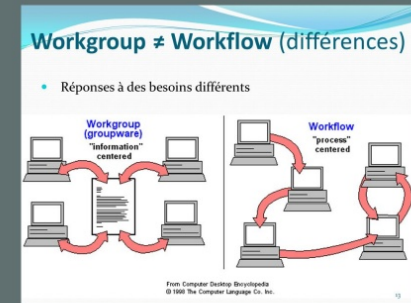 Workgroup ≠ Workflow (différences)
• Réponses à des besoins différents
Workgroup
(groupware)
"information"
centered
Workflow
"process"
centered
From Computer Desktop Encyclopedia
© 1998 The Computer Language Co. Inc.